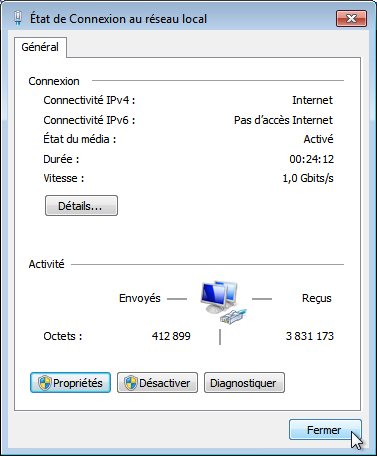 État de Connexion au réseau local
Général
Connexion
Connectivité IPv4 : Internet
Connectivité IPv6 : Pas d'accès Internet
État du média : Activé
Durée : 00:24:12
Vitesse : 1,0 Gbits/s
Détails...
Activité
Envoyés Reçus
Octets : 412 899 3 831 173
Propriétés Désactiver Diagnostiquer
Fermer